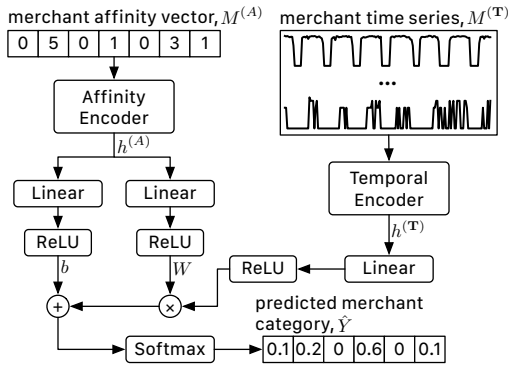 merchant affinity vector, M^(A)
0 5 0 1 0 3 1
merchant time series, M^(T)
...
Affinity
Encoder
h^(A)
Temporal
Encoder
h^(T)
Linear
Linear
ReLU
ReLU
b
W
ReLU
Linear
+
×
predicted merchant
category, Ŷ
Softmax
0.1 0.2 0 0.6 0 0.1